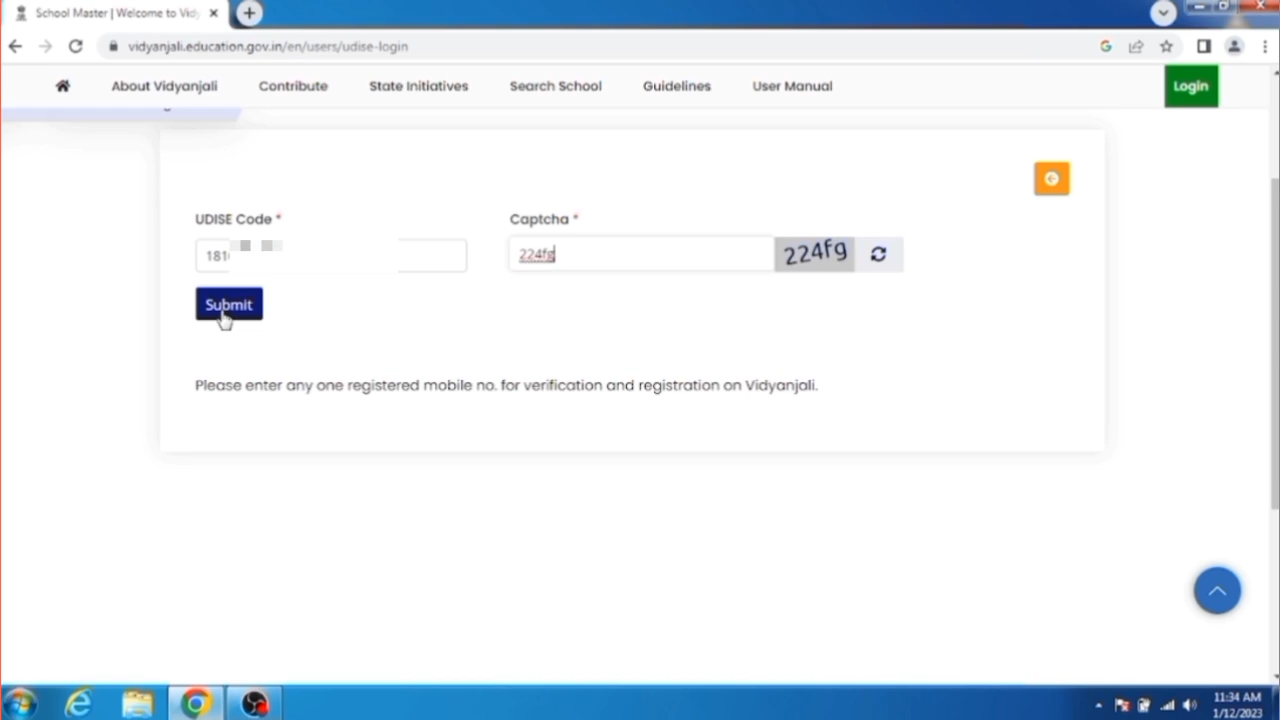 School Master | Welcome to Vidy
vidyanjali.education.gov.in/en/users/udise-login
About Vidyanjali Contribute State Initiatives Search School Guidelines User Manual Login
UDISE Code * Captcha *
181 224fg 224fg
Submit
Please enter any one registered mobile no. for verification and registration on Vidyanjali.
11:34 AM
1/12/2023